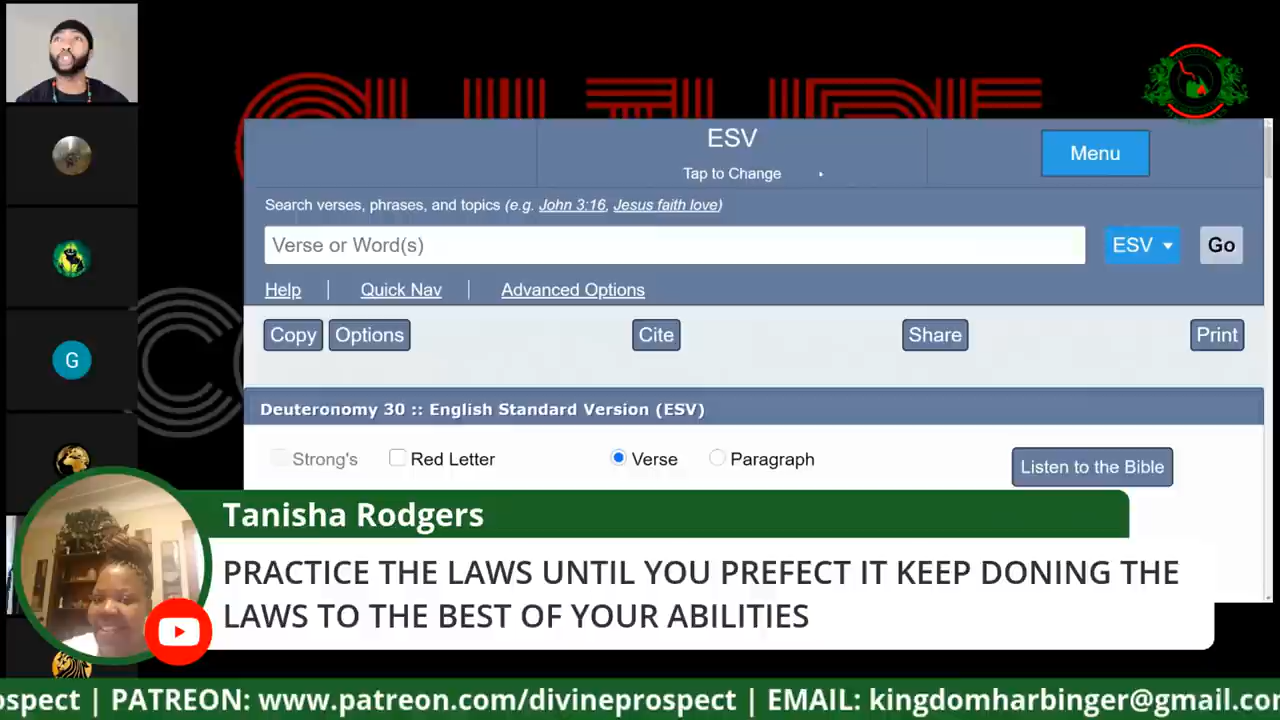 ESV
Tap to Change
Menu
Search verses, phrases, and topics (e.g. John 3:16, Jesus faith love)
Verse or Word(s)
ESV
Go
Help
Quick Nav
Advanced Options
Copy
Options
Cite
Share
Print
G
Deuteronomy 30 :: English Standard Version (ESV)
Strong's
Red Letter
Verse
Paragraph
Listen to the Bible
Tanisha Rodgers
PRACTICE THE LAWS UNTIL YOU PREFECT IT KEEP DONING THE
LAWS TO THE BEST OF YOUR ABILITIES
ospect | PATREON: www.patreon.com/divineprospect | EMAIL: kingdomharbinger@gmail.co